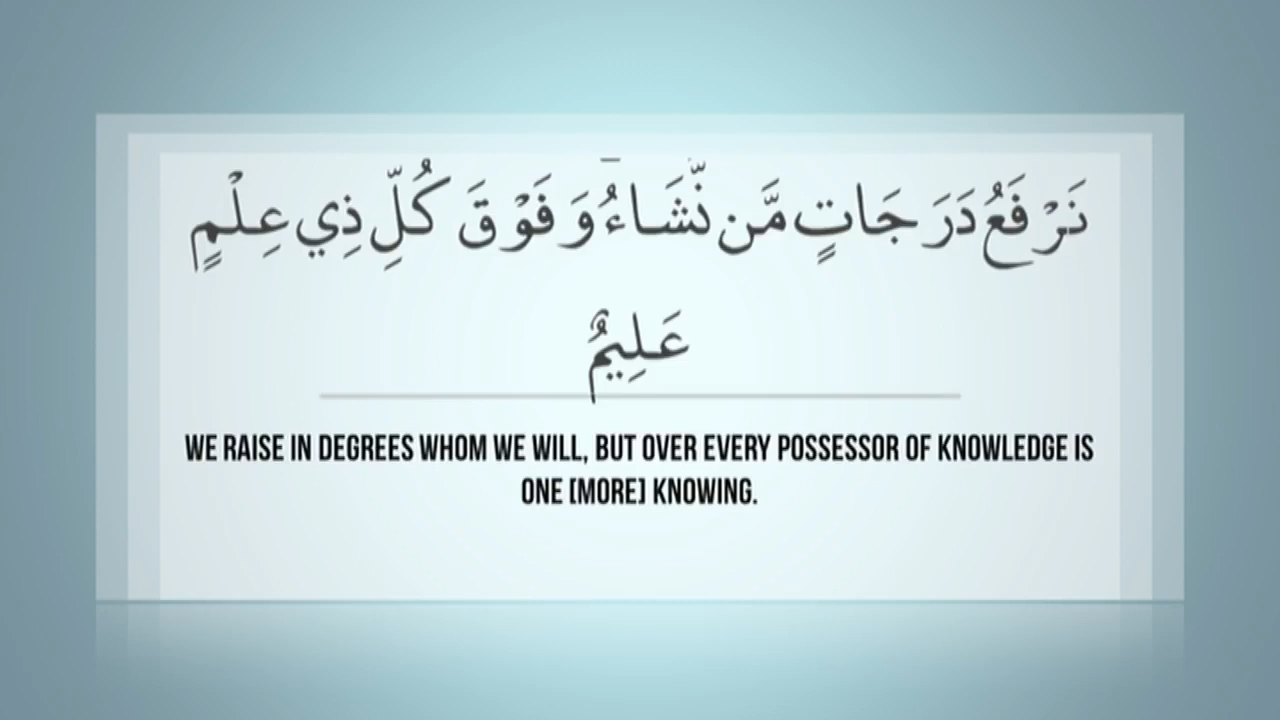 نَرْفَعُ دَرَجَاتٍ مَّن نَّشَاءُ وَفَوْقَ كُلِّ ذِي عِلْمٍ
عَلِيمٌ
WE RAISE IN DEGREES WHOM WE WILL, BUT OVER EVERY POSSESSOR OF KNOWLEDGE IS
ONE [MORE] KNOWING.